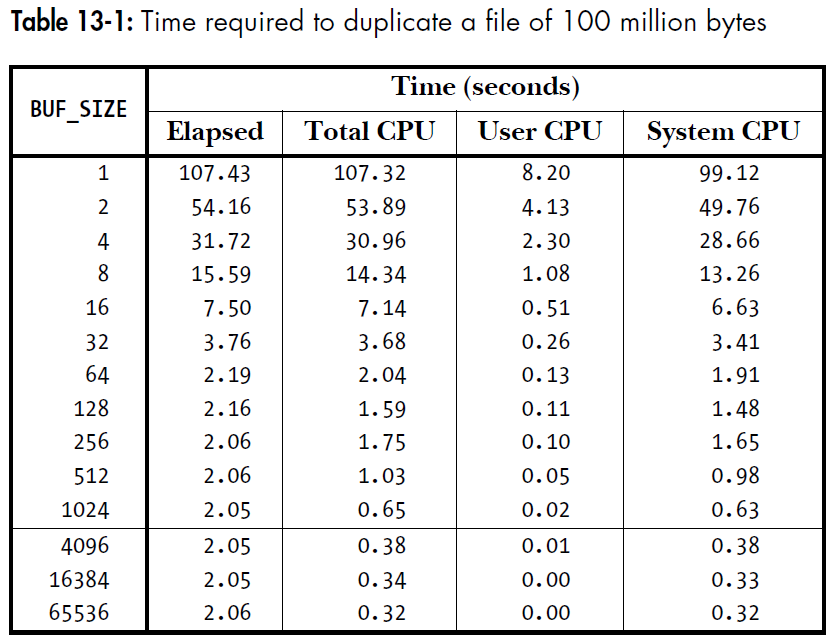 Table 13-1: Time required to duplicate a file of 100 million bytes
BUF_SIZE Time (seconds)
Elapsed Total CPU User CPU System CPU
1 107.43 107.32 8.20 99.12
2 54.16 53.89 4.13 49.76
4 31.72 30.96 2.30 28.66
8 15.59 14.34 1.08 13.26
16 7.50 7.14 0.51 6.63
32 3.76 3.68 0.26 3.41
64 2.19 2.04 0.13 1.91
128 2.16 1.59 0.11 1.48
256 2.06 1.75 0.10 1.65
512 2.06 1.03 0.05 0.98
1024 2.05 0.65 0.02 0.63
4096 2.05 0.38 0.01 0.38
16384 2.05 0.34 0.00 0.33
65536 2.06 0.32 0.00 0.32